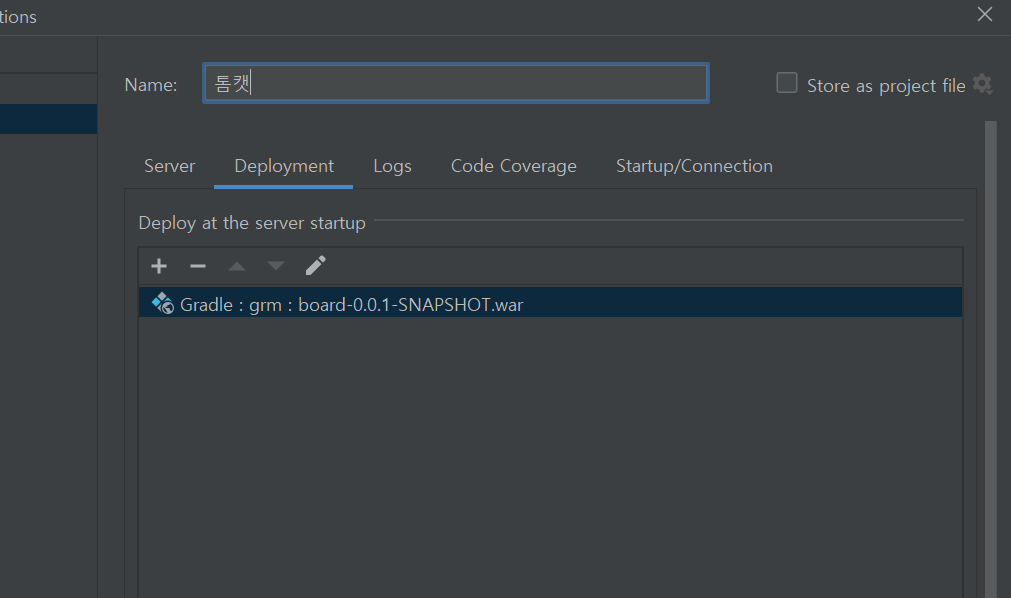 tions
Name: 톰캣 Store as project file
Server Deployment Logs Code Coverage Startup/Connection
Deploy at the server startup
Gradle : grm : board-0.0.1-SNAPSHOT.war